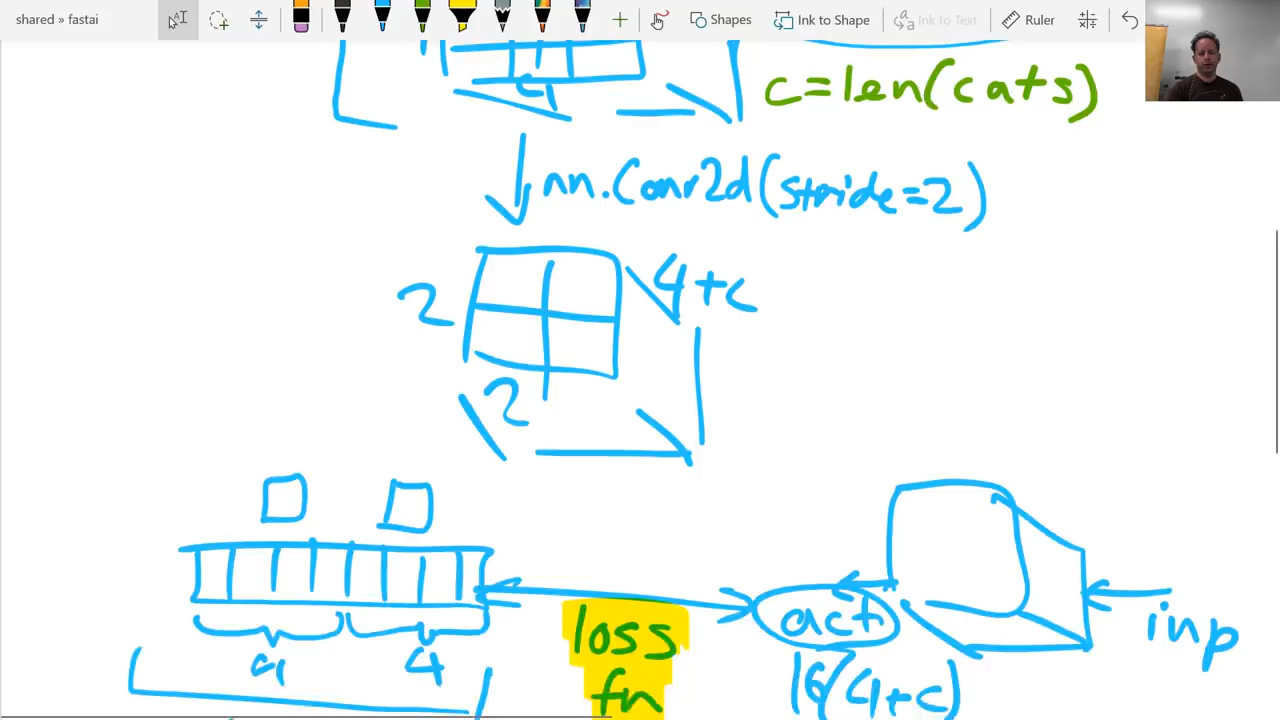 shared » fastai
Shapes
Ink to Shape
Ink to Text
Ruler
4
c=len(cats)
nn.Conv2d(stride=2)
2
4+c
2
4
4
loss
fn
act
16(4+c)
inp